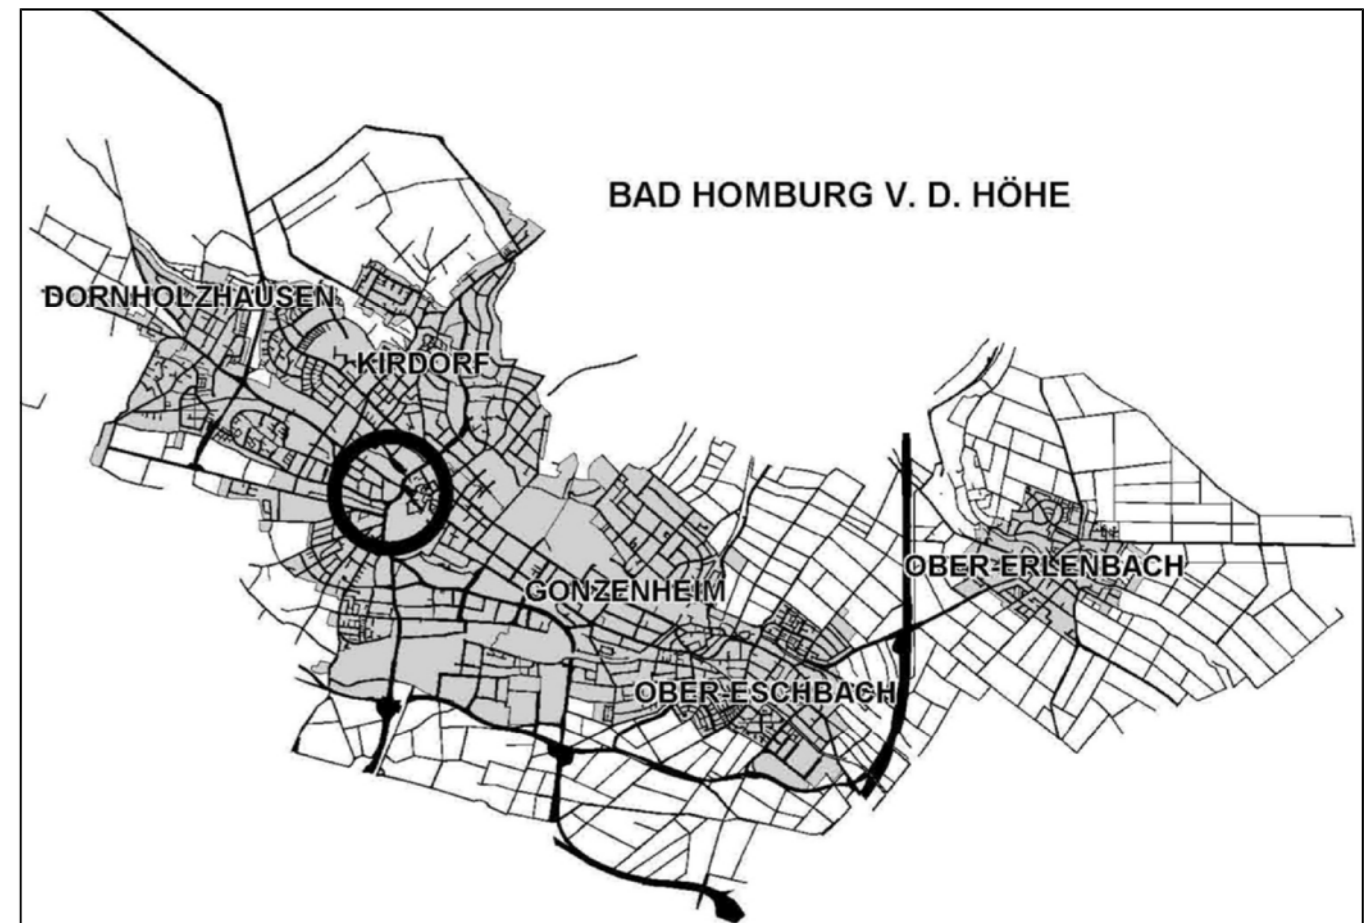 BAD HOMBURG V. D. HÖHE
DORNHOLZHAUSEN
KIRDORF
OBER-ERLENBACH
GONZENHEIM
OBER-ESCHBACH